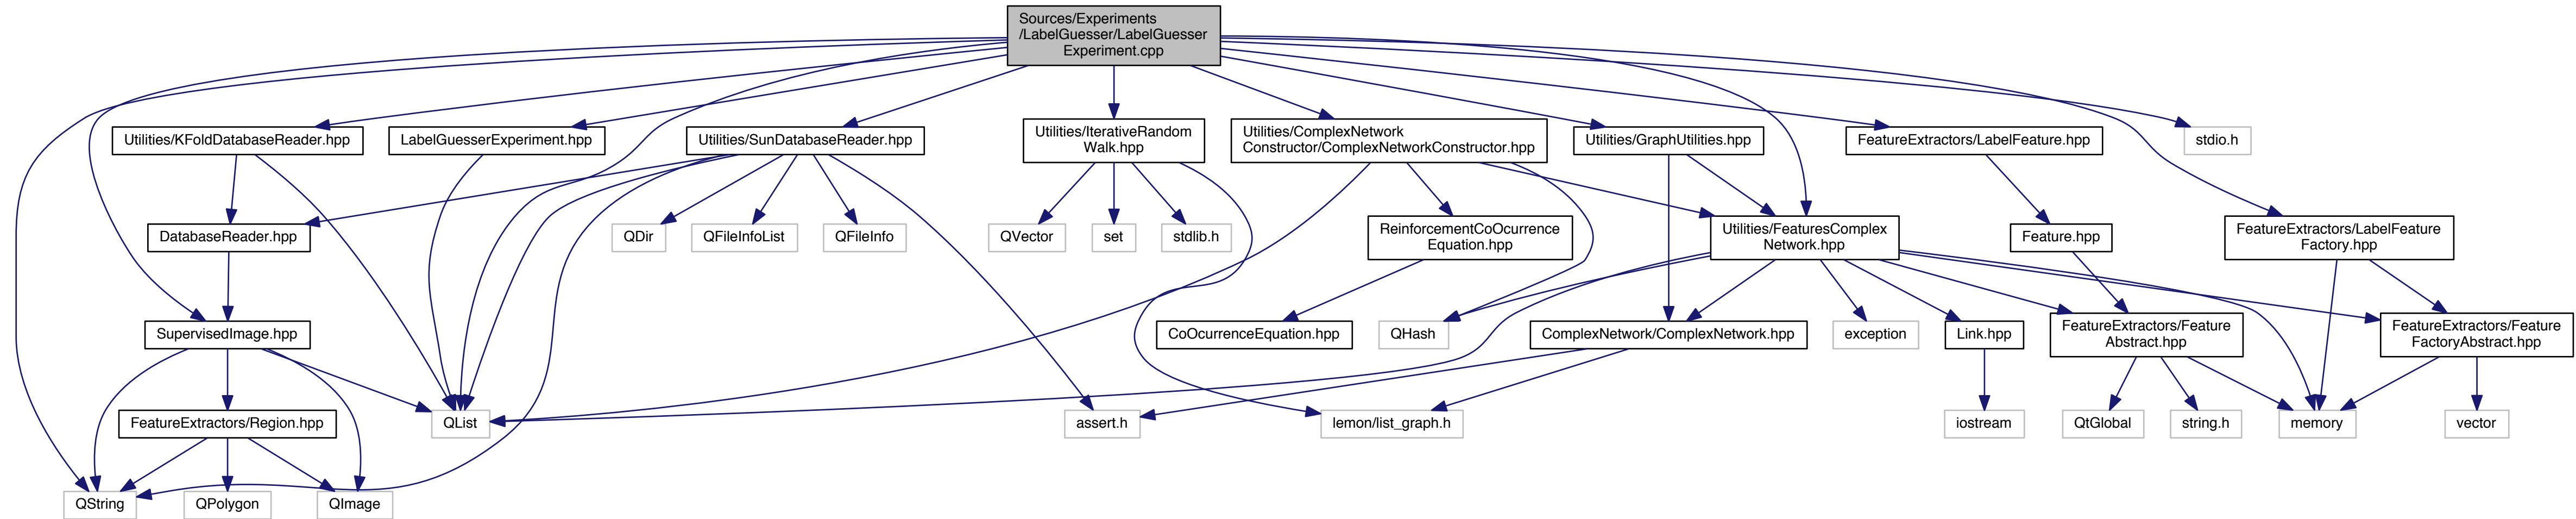 Sources/Experiments
/LabelGuesser/LabelGuesser
Experiment.cpp
Utilities/KFoldDatabaseReader.hpp
LabelGuesserExperiment.hpp
Utilities/SunDatabaseReader.hpp
Utilities/IterativeRandom
Walk.hpp
Utilities/ComplexNetwork
Constructor/ComplexNetworkConstructor.hpp
Utilities/GraphUtilities.hpp
FeatureExtractors/LabelFeature.hpp
stdio.h
DatabaseReader.hpp
QDir
QFileInfoList
QFileInfo
QVector
set
stdlib.h
ReinforcementCoOcurrence
Equation.hpp
Utilities/FeaturesComplex
Network.hpp
Feature.hpp
FeatureExtractors/LabelFeature
Factory.hpp
SupervisedImage.hpp
CoOcurrenceEquation.hpp
QHash
ComplexNetwork/ComplexNetwork.hpp
exception
Link.hpp
FeatureExtractors/Feature
Abstract.hpp
FeatureExtractors/Feature
FactoryAbstract.hpp
FeatureExtractors/Region.hpp
QList
assert.h
lemon/list_graph.h
iostream
QtGlobal
string.h
memory
vector
QString
QPolygon
QImage